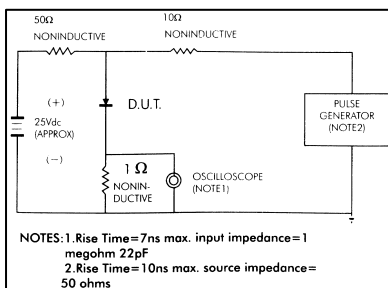 50Ω
NONINDUCTIVE
10Ω
NONINDUCTIVE
(+)
25Vdc
(APPROX)
(−)
D.U.T.
1Ω
NONIN-
DUCTIVE
OSCILLOSCOPE
(NOTE1)
PULSE
GENERATOR
(NOTE2)
NOTES:1.Rise Time=7ns max. input impedance=1
megohm 22pF
2.Rise Time=10ns max. source impedance=
50 ohms